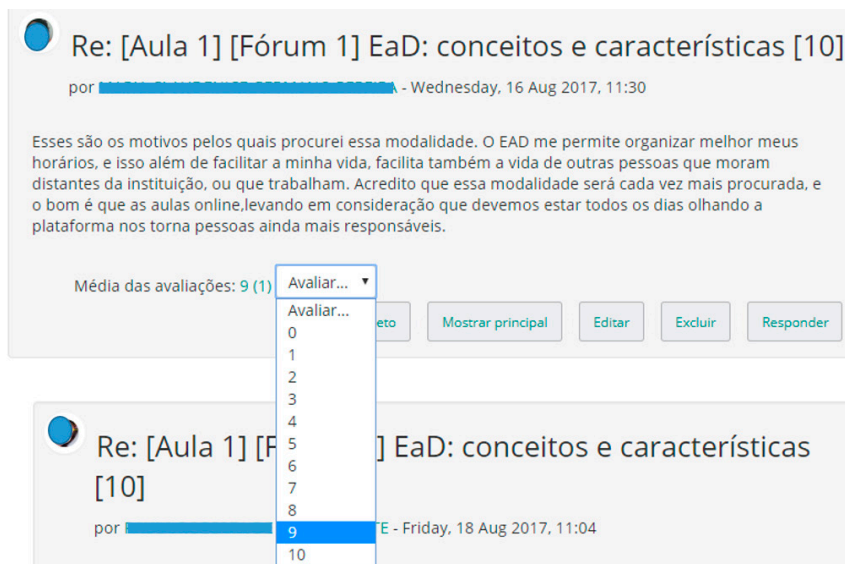 Re: [Aula 1] [Fórum 1] EaD: conceitos e características [10]
por - Wednesday, 16 Aug 2017, 11:30
Esses são os motivos pelos quais procurei essa modalidade. O EAD me permite organizar melhor meus
horários, e isso além de facilitar a minha vida, facilita também a vida de outras pessoas que moram
distantes da instituição, ou que trabalham. Acredito que essa modalidade será cada vez mais procurada, e
o bom é que as aulas online,levando em consideração que devemos estar todos os dias olhando a
plataforma nos torna pessoas ainda mais responsáveis.
Média das avaliações: 9 (1) Avaliar...
Avaliar...
0
1
2
3
4
5
6
7
8
9
10
eto Mostrar principal Editar Excluir Responder
Re: [Aula 1] [F ] EaD: conceitos e características
[10]
por TE - Friday, 18 Aug 2017, 11:04